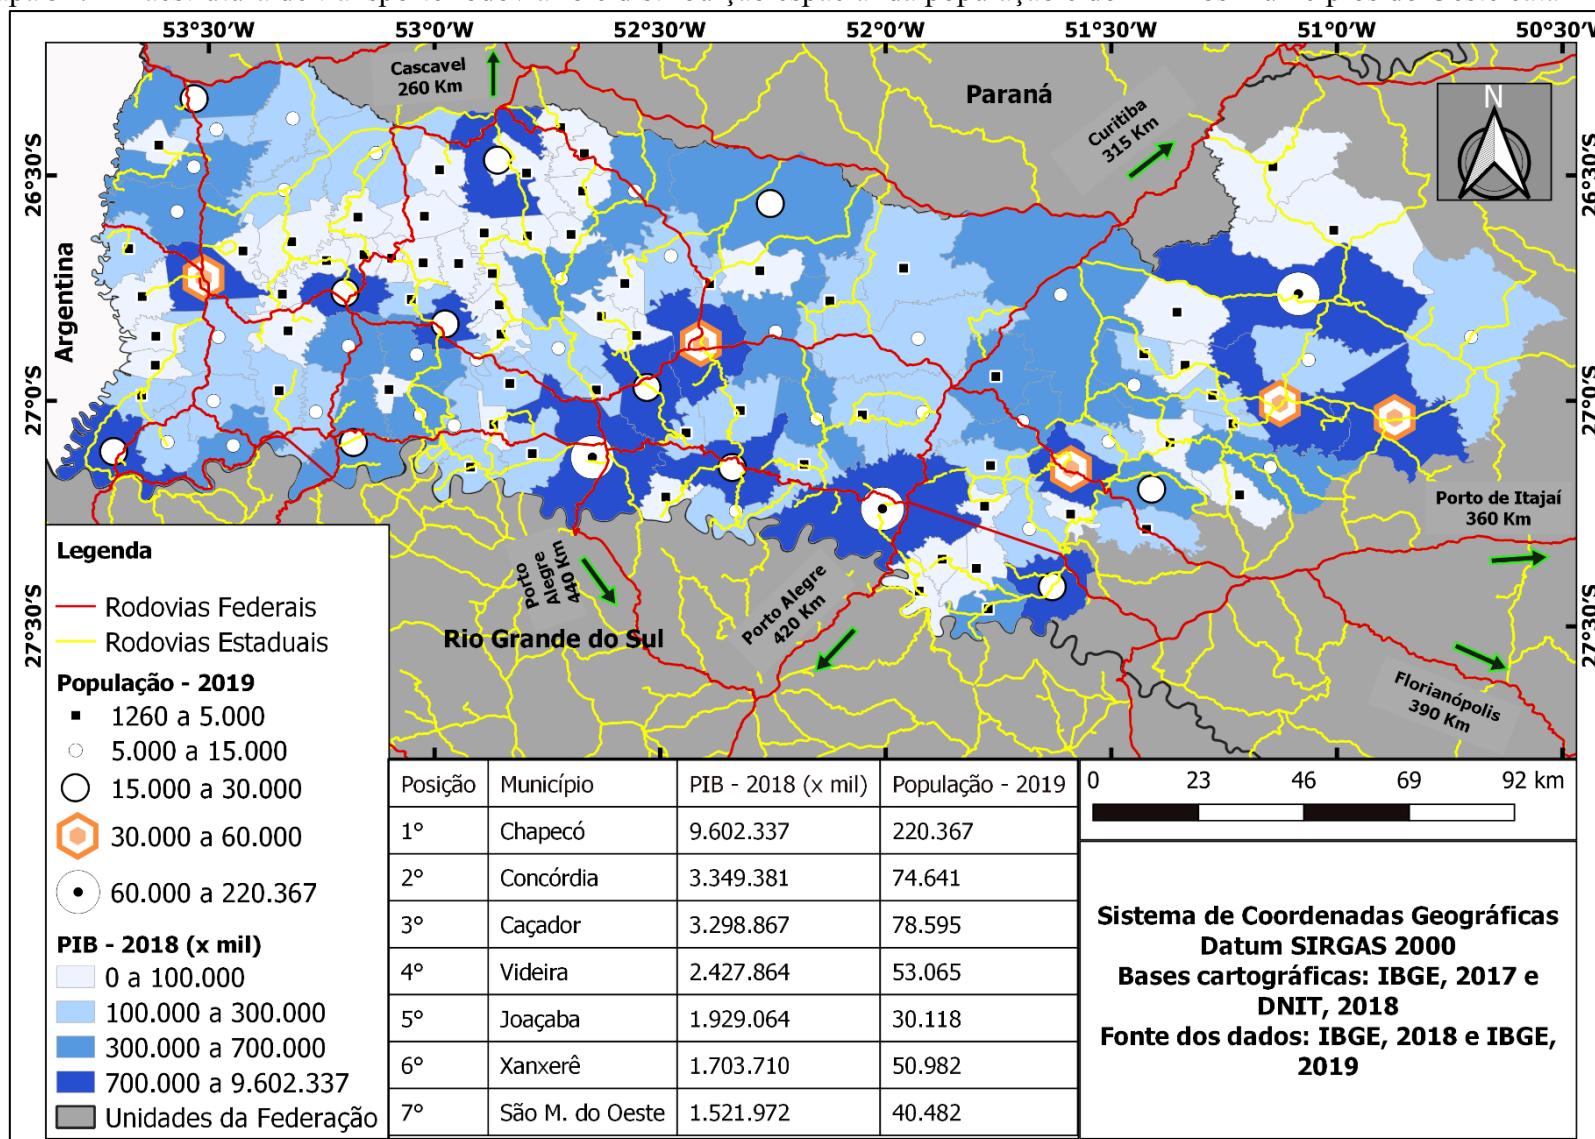 53°30'W 53°00'W 52°30'W 52°00'W 51°30'W 51°00'W 50°30'W
Cascavel
260 Km
Paraná
Curitiba
315 Km
N
26°30'S
26°30'S
Argentina
27°0'S
27°0'S
Porto de Itajaí
360 Km
Porto
Alegre
440 Km
Porto Alegre
420 Km
Rio Grande do Sul
27°30'S
27°30'S
Florianópolis
390 Km
Legenda
Rodovias Federais
Rodovias Estaduais
População - 2019
1260 a 5.000
5.000 a 15.000
15.000 a 30.000
30.000 a 60.000
60.000 a 220.367
PIB - 2018 (x mil)
0 a 100.000
100.000 a 300.000
300.000 a 700.000
700.000 a 9.602.337
Unidades da Federação
Posição Município PIB - 2018 (x mil) População - 2019
1° Chapecó 9.602.337 220.367
2° Concórdia 3.349.381 74.641
3° Caçador 3.298.867 78.595
4° Videira 2.427.864 53.065
5° Joaçaba 1.929.064 30.118
6° Xanxerê 1.703.710 50.982
7° São M. do Oeste 1.521.972 40.482
0 23 46 69 92 km
Sistema de Coordenadas Geográficas
Datum SIRGAS 2000
Bases cartográficas: IBGE, 2017 e
DNIT, 2018
Fonte dos dados: IBGE, 2018 e IBGE,
2019